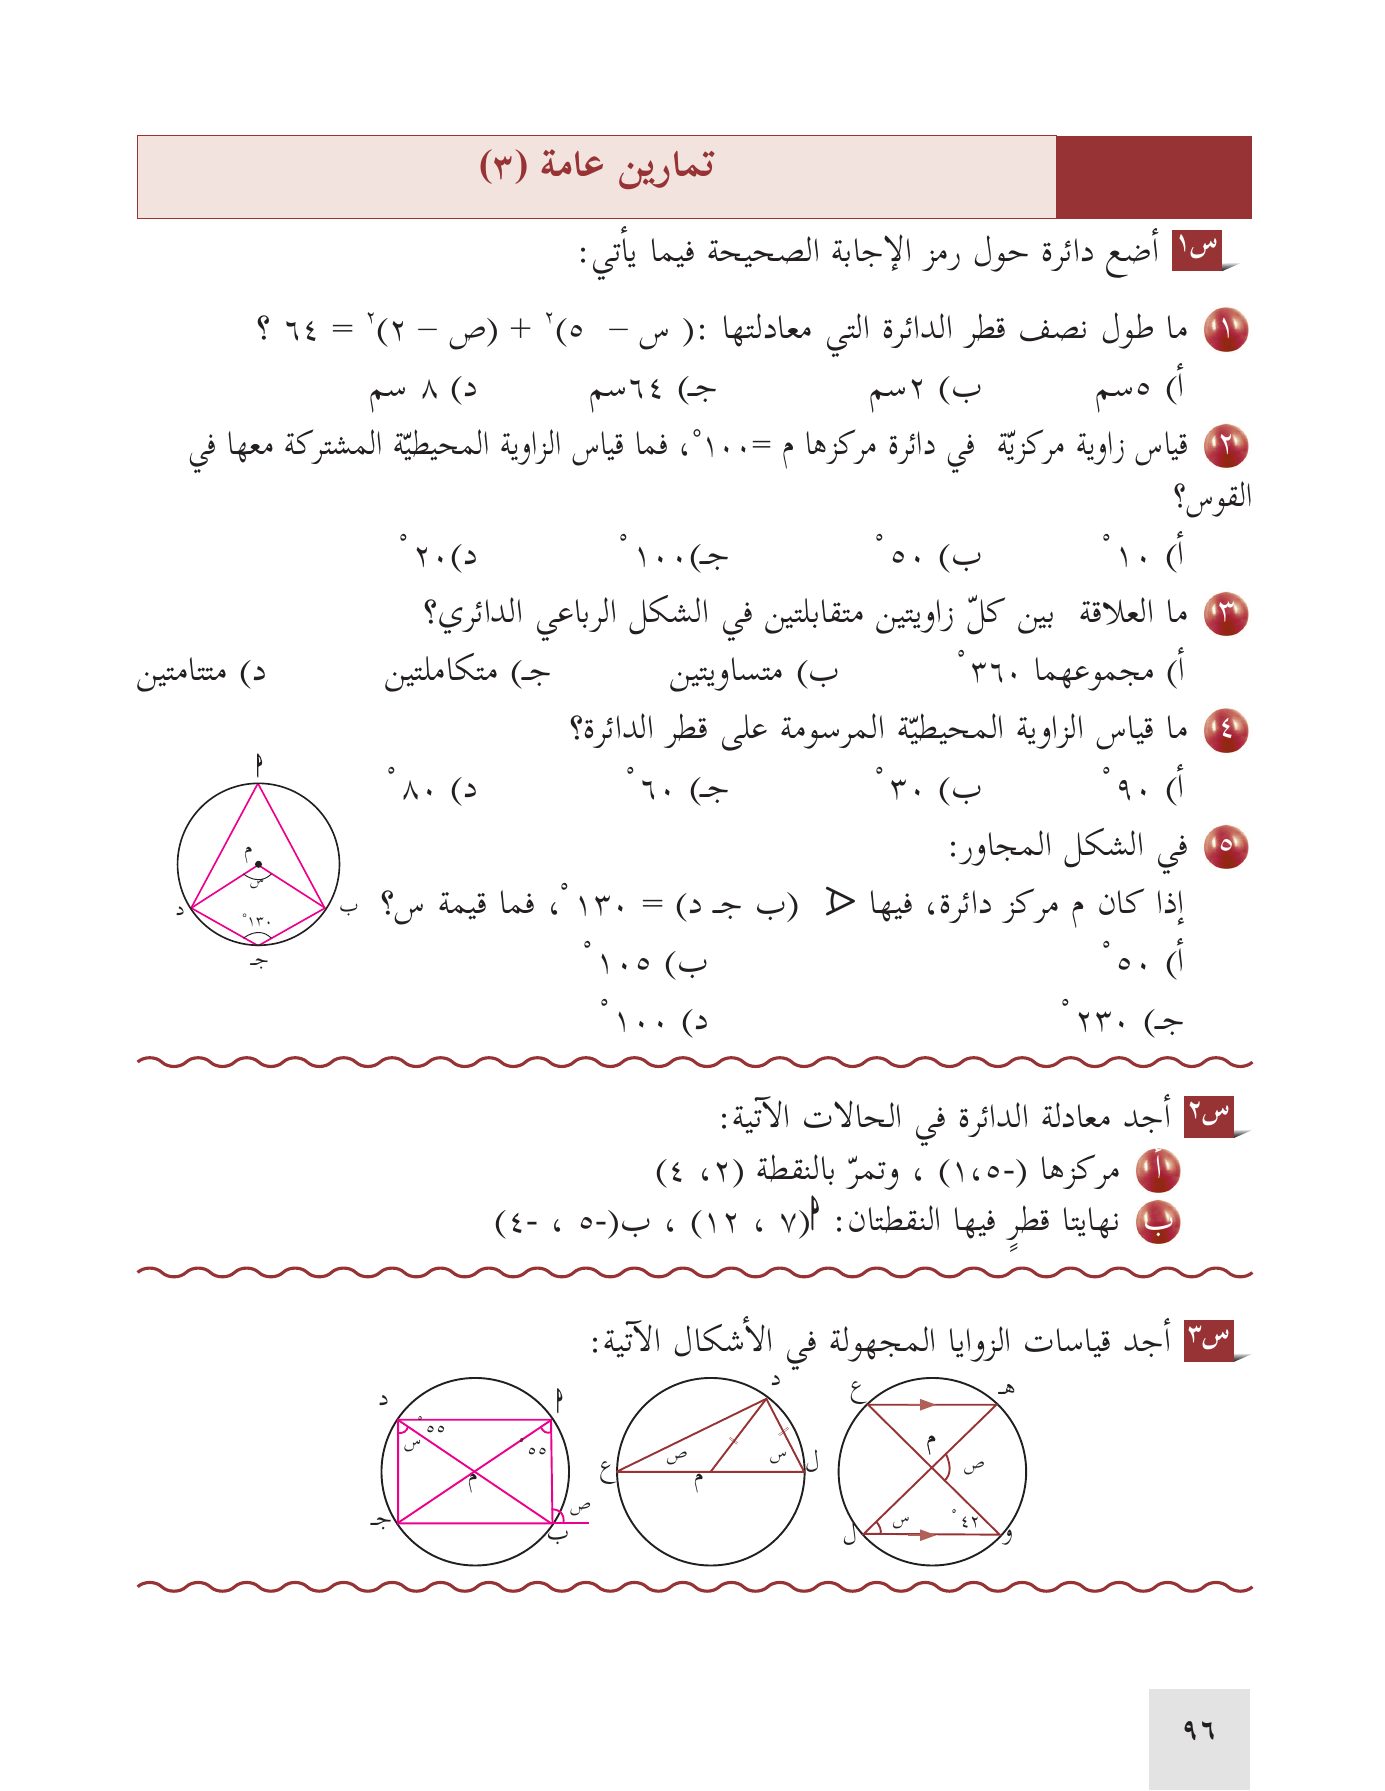 تمارين عامة (٣)
س١ أضع دائرة حول رمز الإجابة الصحيحة فيما يأتي:
١ ما طول نصف قطر الدائرة التي معادلتها :( س – ٥)٢ + (ص – ٢)٢ = ٦٤ ؟
أ) ٥سم ب) ٢سم جـ) ٦٤سم د) ٨ سم
٢ قياس زاوية مركزيّة في دائرة مركزها م =١٠٠°، فما قياس الزاوية المحيطيّة المشتركة معها في
القوس؟
أ) ١٠° ب) ٥٠° جـ)١٠٠° د)٢٠°
٣ ما العلاقة بين كلّ زاويتين متقابلتين في الشكل الرباعي الدائري؟
أ) مجموعهما ٣٦٠° ب) متساويتين جـ) متكاملتين د) متتامتين
٤ ما قياس الزاوية المحيطيّة المرسومة على قطر الدائرة؟
أ) ٩٠° ب) ٣٠° جـ) ٦٠° د) ٨٠°
٥ في الشكل المجاور:
إذا كان م مركز دائرة، فيها ∢ (ب جـ د) = ١٣٠°، فما قيمة س؟
أ) ٥٠° ب) ١٠٥°
جـ) ٢٣٠° د) ١٠٠°
أ
م
س
ب
د
١٣٠°
جـ
س٢ أجد معادلة الدائرة في الحالات الآتية:
أ مركزها (-١،٥) ، وتمرّ بالنقطة (٢، ٤)
ب نهايتا قطرٍ فيها النقطتان: أ(٧ ، ١٢) ، ب(-٥ ، -٤)
س٣ أجد قياسات الزوايا المجهولة في الأشكال الآتية:
هـ ع
م ص
٤٢° س
و ل
د
س ص
ل م ع
أ د
٥٥° ٥٥° س
م
ص
ب جـ
٩٦